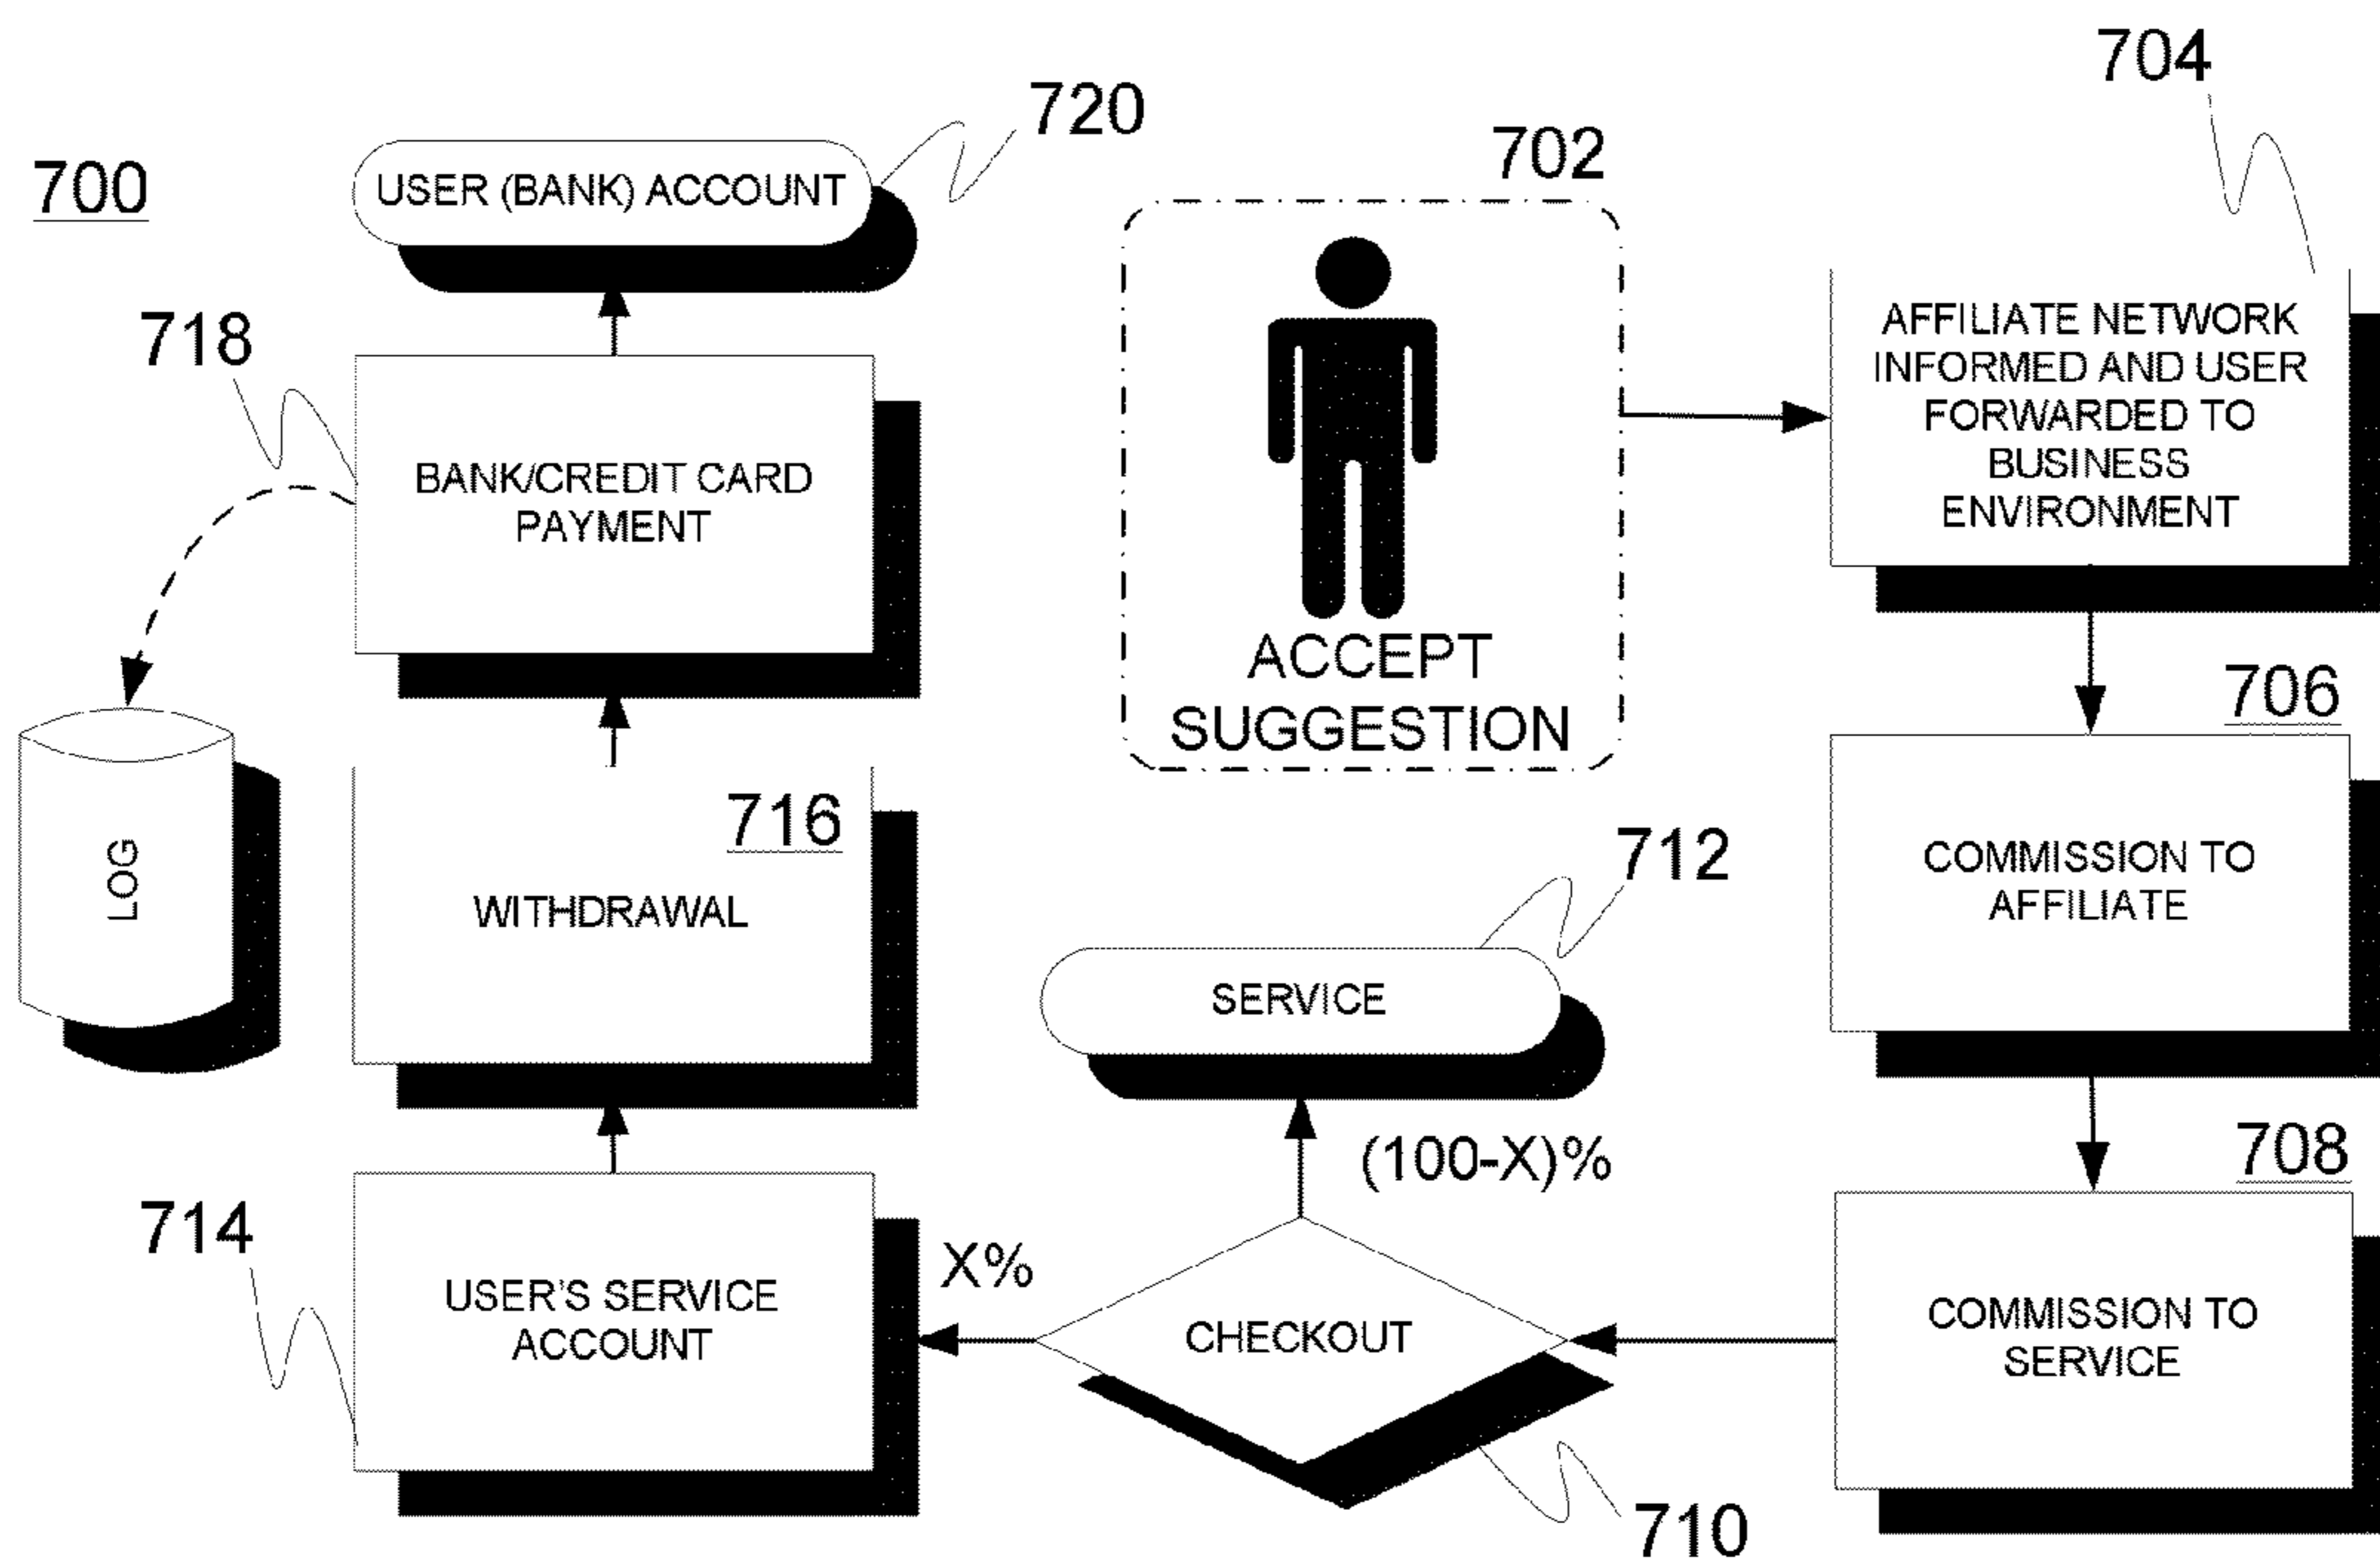 700
USER (BANK) ACCOUNT
720
718
BANK/CREDIT CARD
PAYMENT
LOG
716
WITHDRAWAL
714
USER'S SERVICE
ACCOUNT
702
ACCEPT
SUGGESTION
704
AFFILIATE NETWORK
INFORMED AND USER
FORWARDED TO
BUSINESS
ENVIRONMENT
706
COMMISSION TO
AFFILIATE
708
COMMISSION TO
SERVICE
712
SERVICE
(100-X)%
X%
CHECKOUT
710